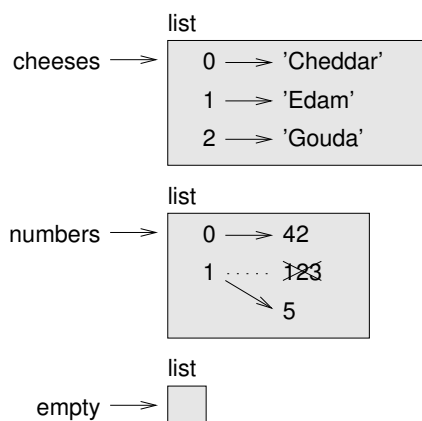 list
cheeses 0 'Cheddar'
1 'Edam'
2 'Gouda'
list
numbers 0 42
1 123
5
list
empty